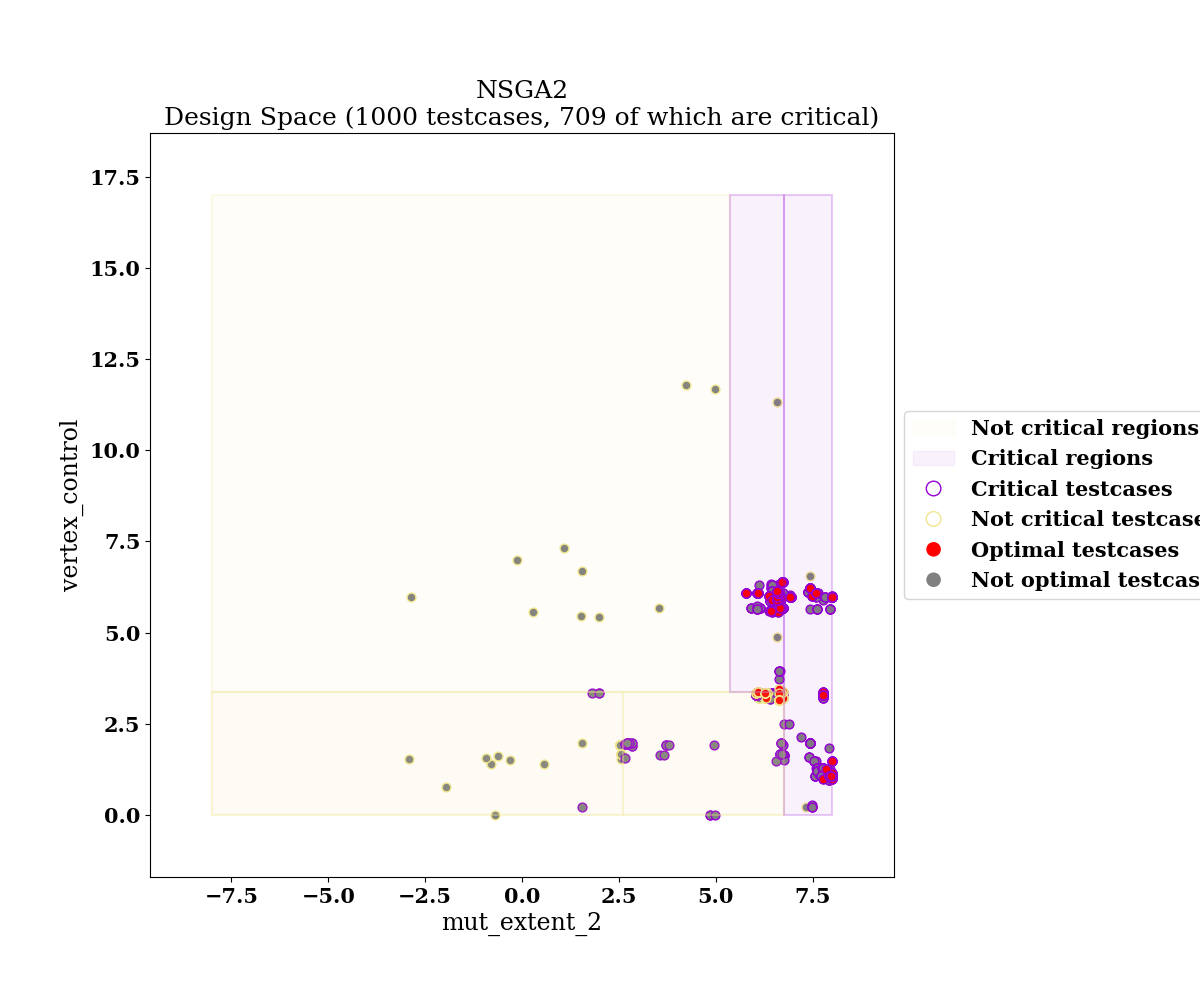 NSGA2
Design Space (1000 testcases, 709 of which are critical)
17.5
15.0
12.5
10.0
7.5
5.0
2.5
0.0
vertex_control
−7.5
−5.0
−2.5
0.0
2.5
5.0
7.5
mut_extent_2
Not critical regions
Critical regions
Critical testcases
Not critical testcase
Optimal testcases
Not optimal testcas